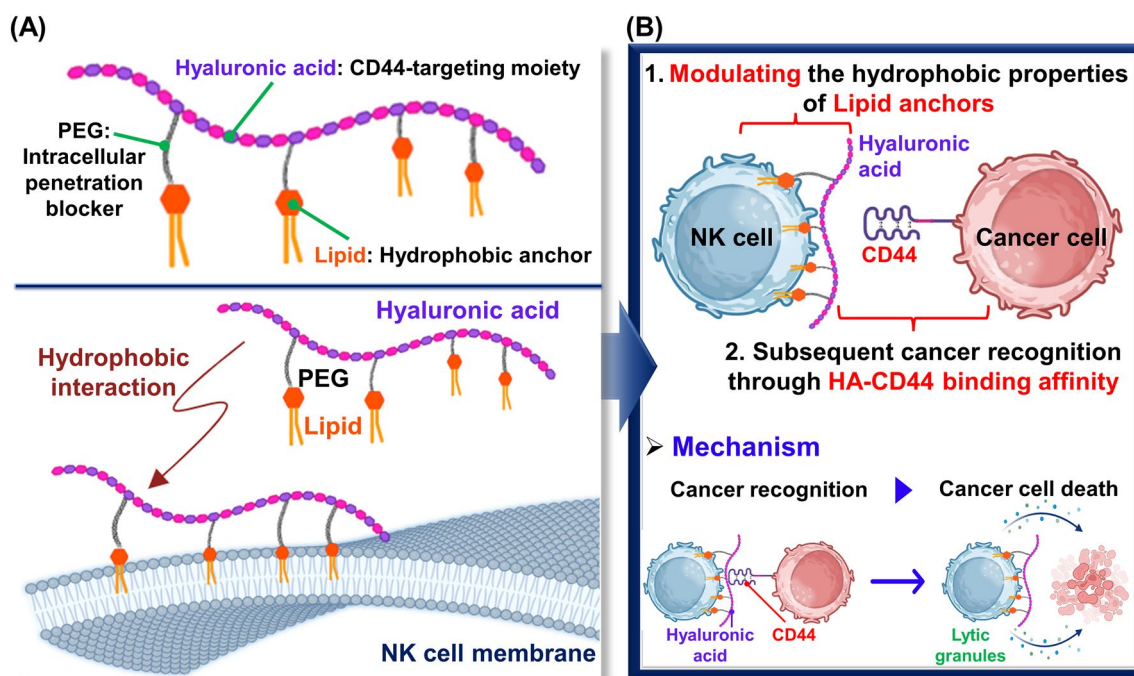 (A)
Hyaluronic acid: CD44-targeting moiety
PEG:
Intracellular
penetration
blocker
Lipid: Hydrophobic anchor
Hyaluronic acid
Hydrophobic
interaction
PEG
Lipid
NK cell membrane
(B)
1. Modulating the hydrophobic properties
of Lipid anchors
Hyaluronic
acid
NK cell
CD44
Cancer cell
2. Subsequent cancer recognition
through HA-CD44 binding affinity
➢ Mechanism
Cancer recognition
Cancer cell death
Hyaluronic
acid
CD44
Lytic
granules